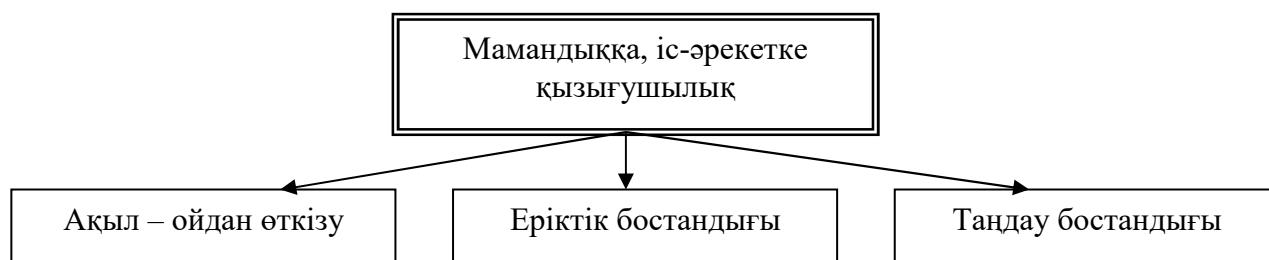 Мамандыққа, іс-әрекетке
қызығушылық
Ақыл – ойдан өткізу
Еріктік бостандығы
Таңдау бостандығы